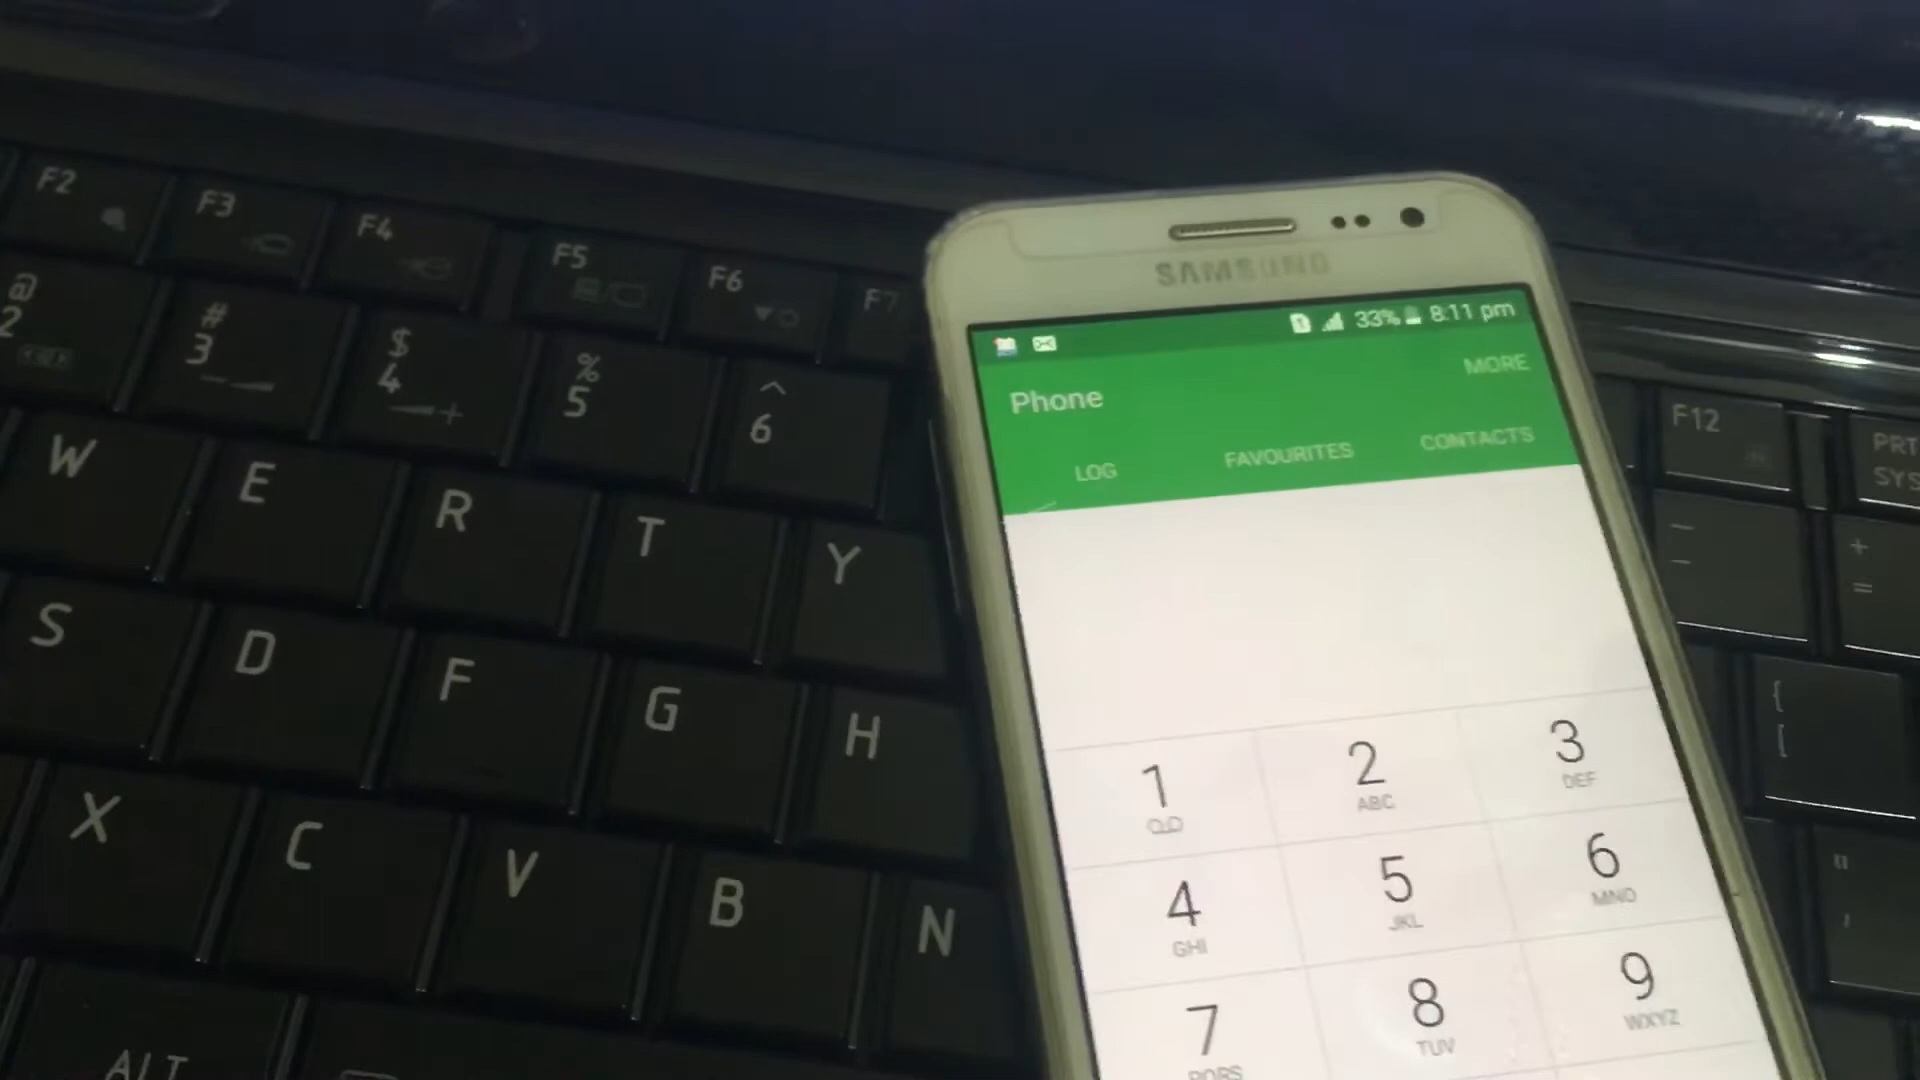 F2
F3
F4
F5
F6
F7
@
2
#
3
$
4
%
5
^
6
W
E
R
T
Y
S
D
F
G
H
X
C
V
B
N
ALT
SAMSUNG
33% 8:11 pm
MORE
Phone
LOG FAVOURITES CONTACTS
1 2 3
ABC DEF
4 5 6
GHI JKL MNO
7 8 9
PQRS TUV WXYZ
F12
PRT
SYS
_
-
+
=
{
[
"
'